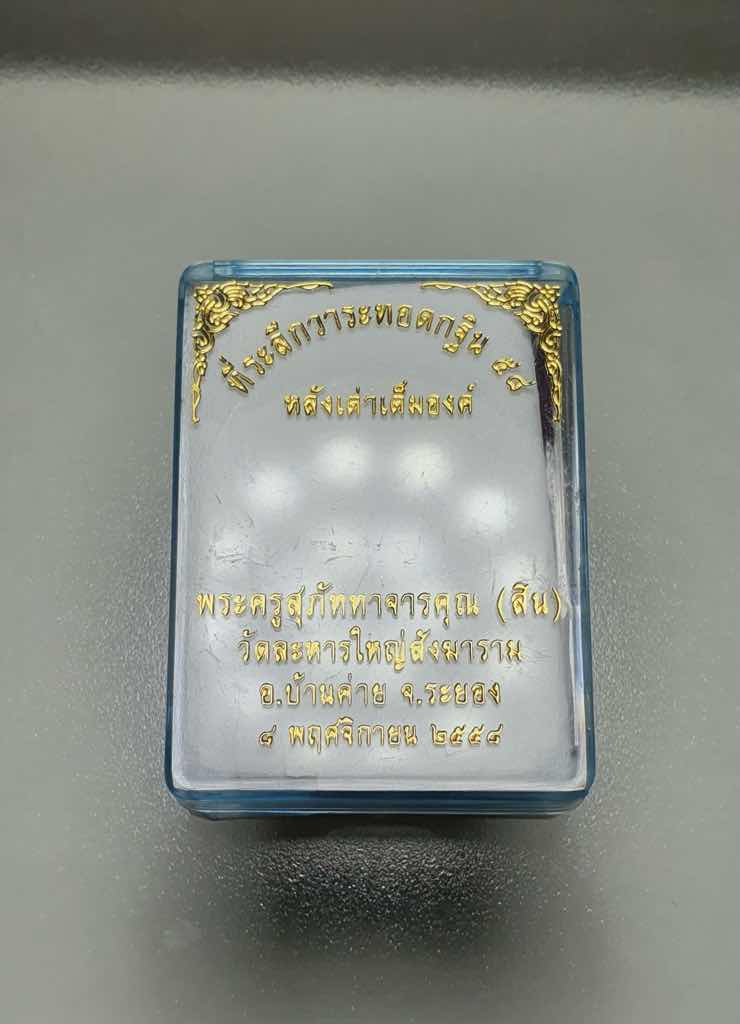 ที่ระลึกวาระทอดกฐิน ๕๘
หลังเต่าเต็มองค์
พระครูสุภัททาจารคุณ (สิน)
วัดละหารใหญ่สังฆาราม
อ.บ้านค่าย จ.ระยอง
๘ พฤศจิกายน ๒๕๕๘